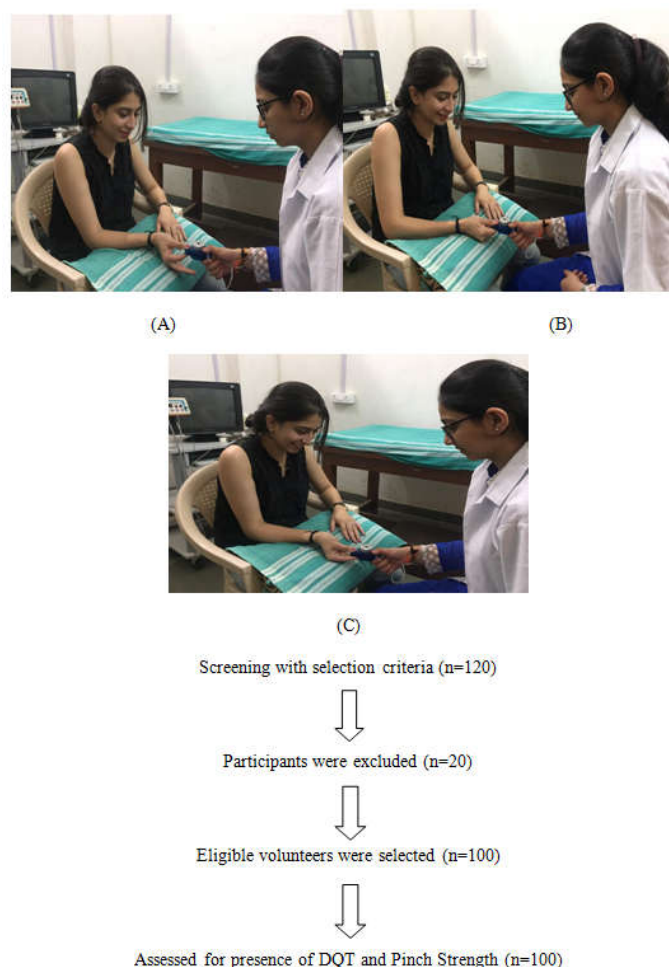 (A)
(B)
(C)
Screening with selection criteria (n=120)
Participants were excluded (n=20)
Eligible volunteers were selected (n=100)
Assessed for presence of DQT and Pinch Strength (n=100)